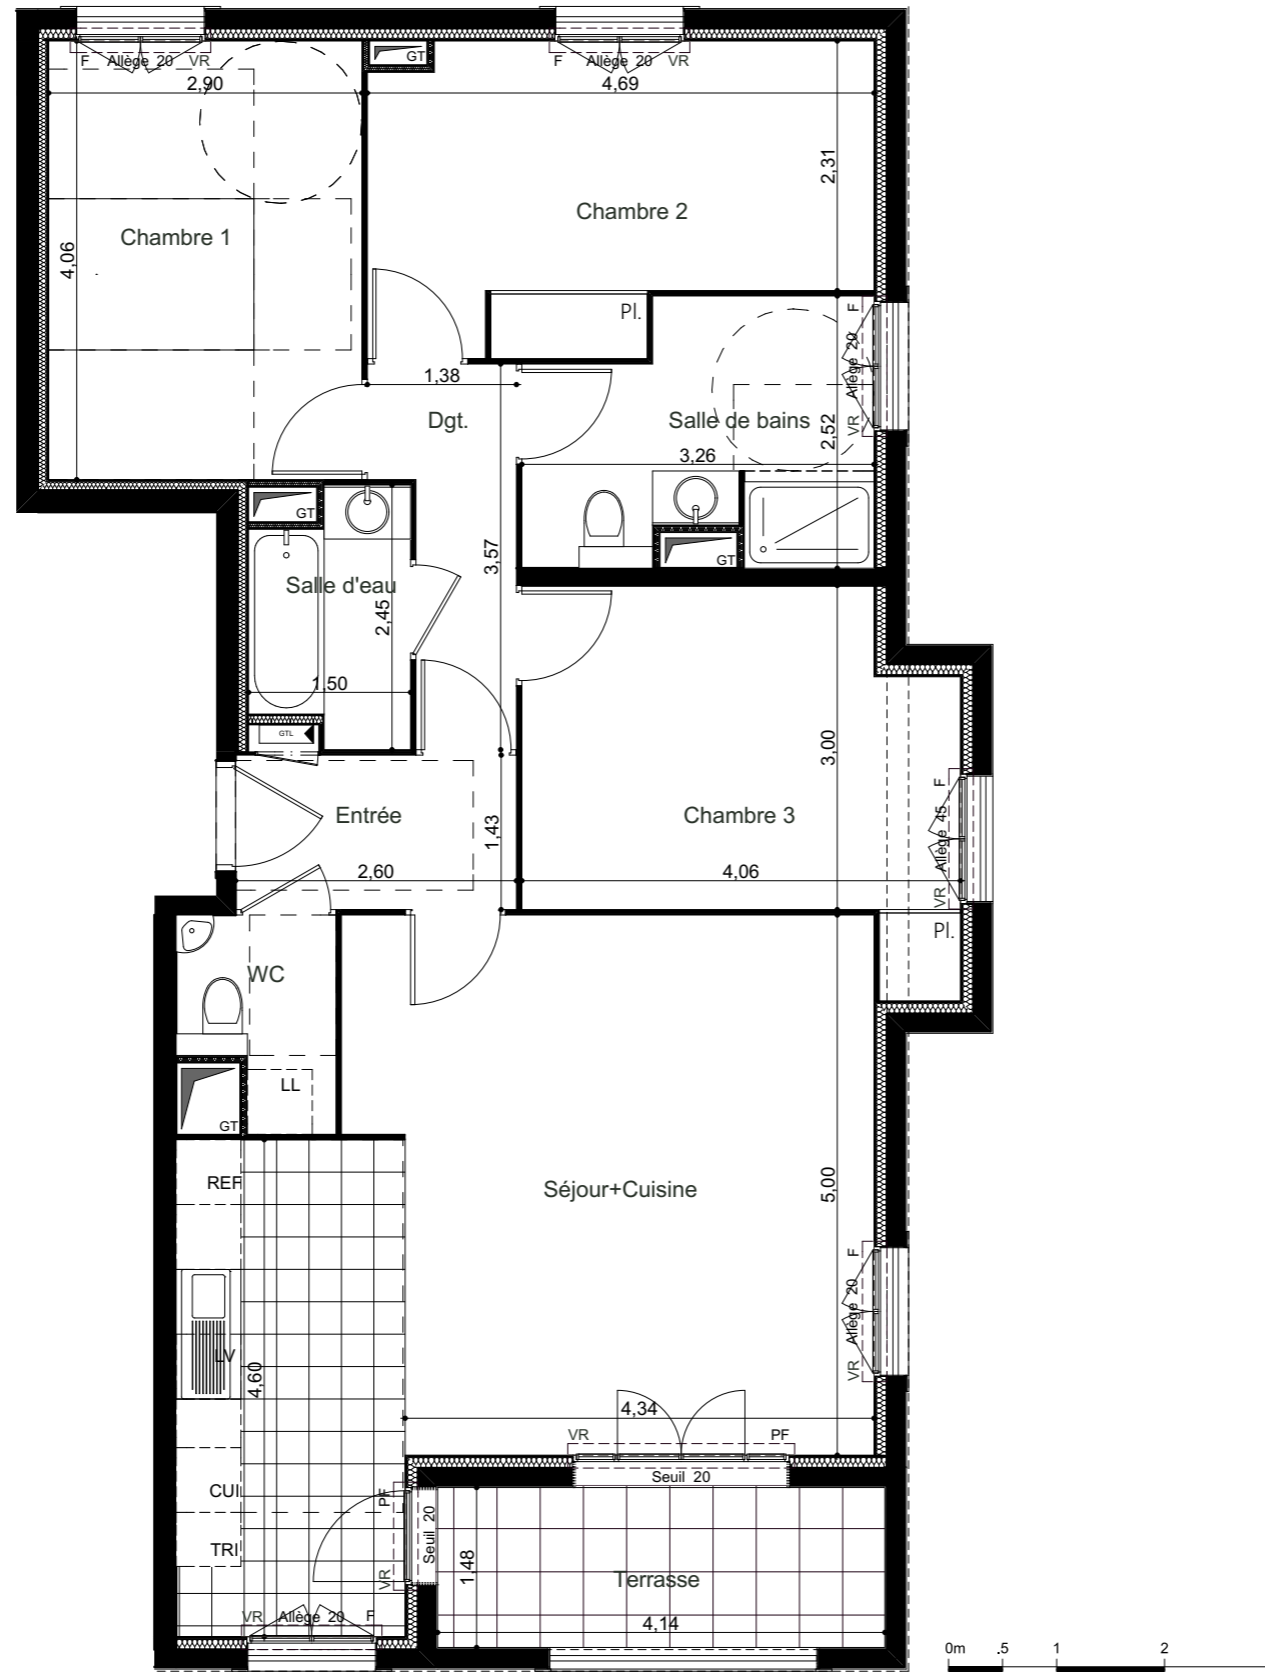 F Allège 20 VR
GT
F Allège 20 VR
2,90
4,69
2,31
Chambre 1
Chambre 2
4,06
Pl.
F
Allège 20
VR
1,38
Dgt.
Salle de bains
2,52
3,26
GT
GT
3,57
Salle d'eau
2,45
1,50
GTL
3,00
Entrée
Chambre 3
1,43
F
Allège 45
VR
2,60
4,06
Pl.
WC
LL
GT
REF
Séjour+Cuisine
5,00
F
Allège 20
VR
LV
4,60
4,34
VR
PF
Seuil 20
CUI
PF
Seuil 20
VR
TRI
1,48
Terrasse
4,14
VR Allège 20 F
0m .5 1 2